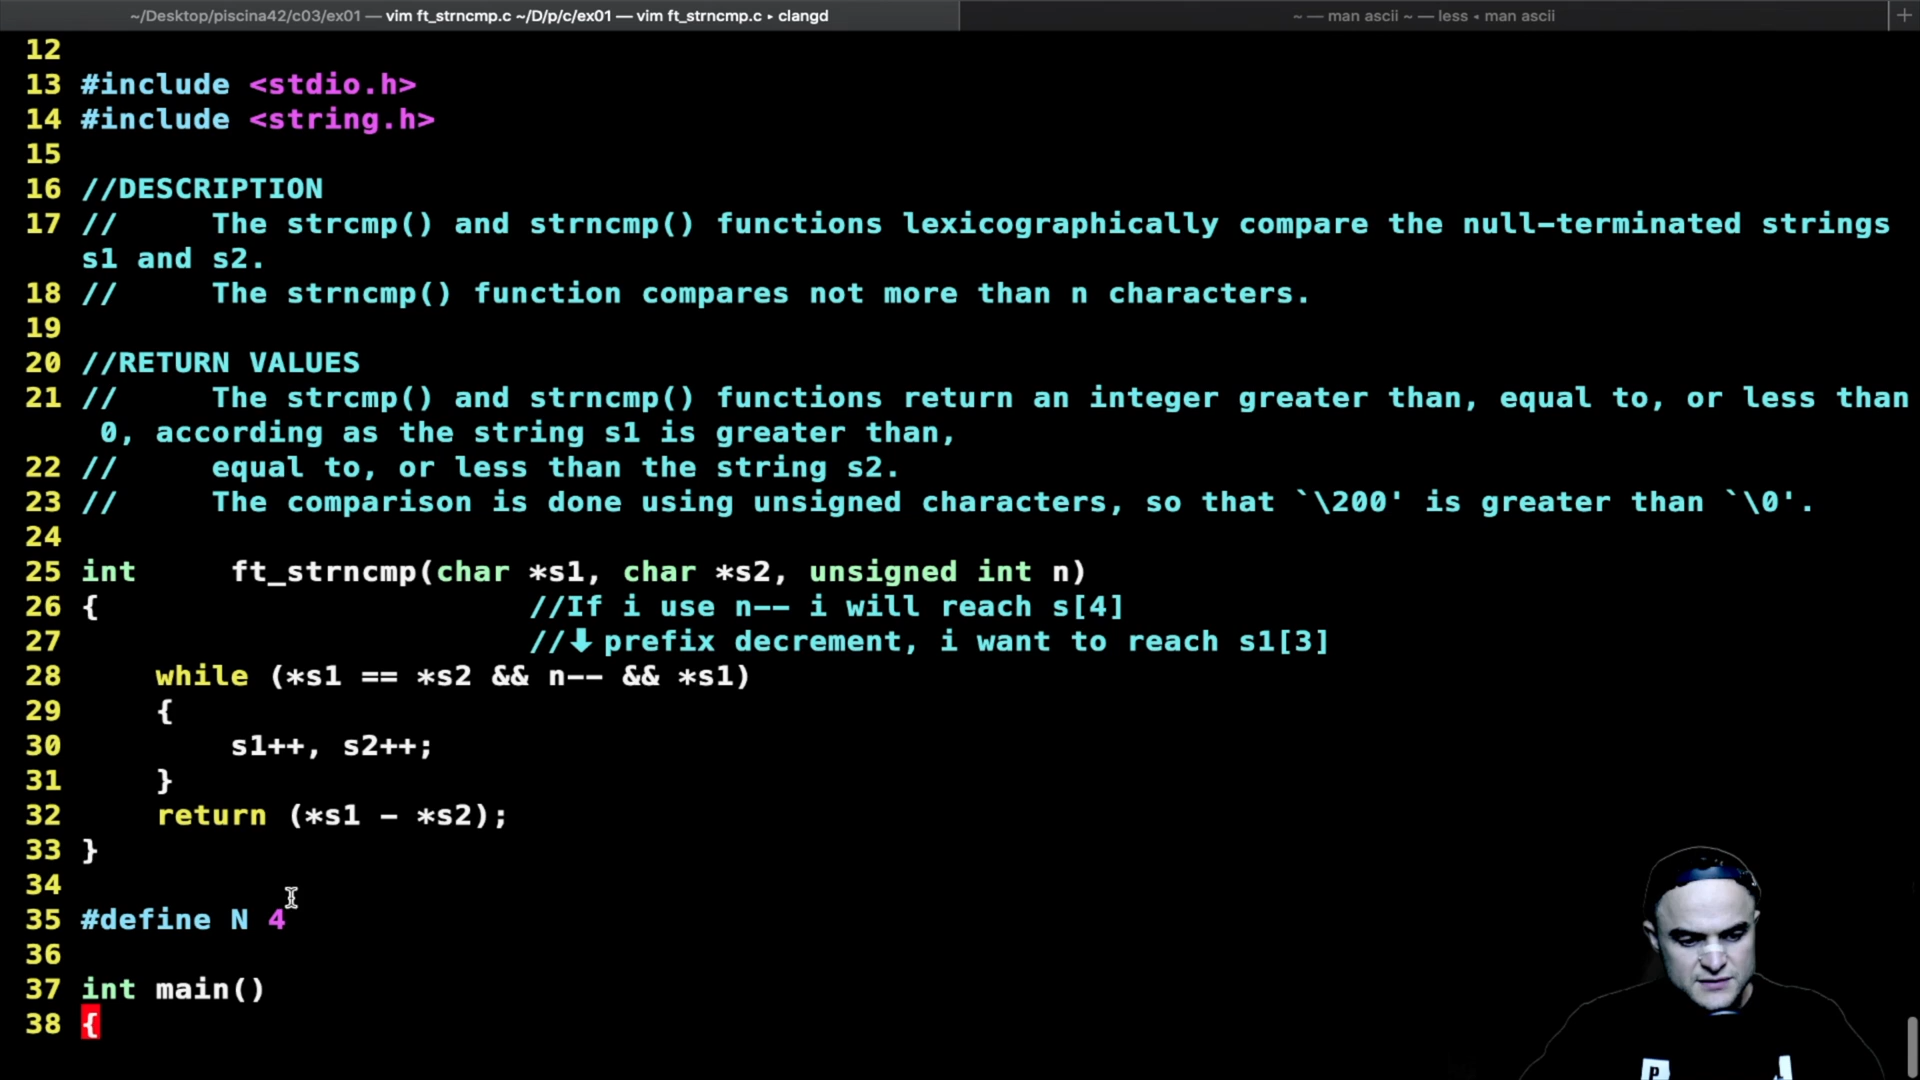 ~/Desktop/piscina42/c03/ex01 — vim ft_strncmp.c ~/D/p/c/ex01 — vim ft_strncmp.c ▸ clangd
~ — man ascii ~ — less ◂ man ascii
12
13 #include <stdio.h>
14 #include <string.h>
15
16 //DESCRIPTION
17 //     The strcmp() and strncmp() functions lexicographically compare the null-terminated strings
s1 and s2.
18 //     The strncmp() function compares not more than n characters.
19
20 //RETURN VALUES
21 //     The strcmp() and strncmp() functions return an integer greater than, equal to, or less than
0, according as the string s1 is greater than,
22 //     equal to, or less than the string s2.
23 //     The comparison is done using unsigned characters, so that `\200' is greater than `\0'.
24
25 int     ft_strncmp(char *s1, char *s2, unsigned int n)
26 {                       //If i use n-- i will reach s[4]
27                         //⬇ prefix decrement, i want to reach s1[3]
28     while (*s1 == *s2 && n-- && *s1)
29     {
30         s1++, s2++;
31     }
32     return (*s1 - *s2);
33 }
34
35 #define N 4
36
37 int main()
38 {
P